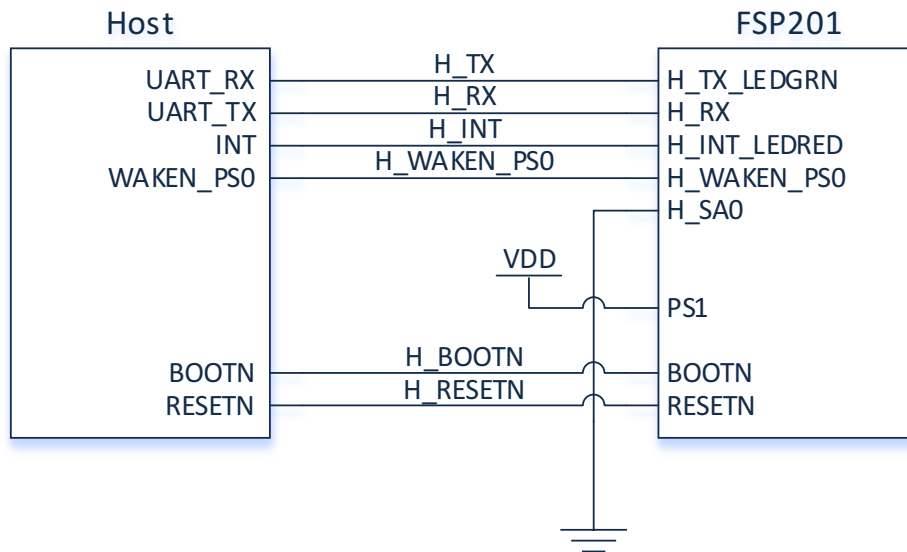 Host
FSP201
UART_RX
H_TX
H_TX_LEDGRN
UART_TX
H_RX
H_RX
INT
H_INT
H_INT_LEDRED
WAKEN_PS0
H_WAKEN_PS0
H_WAKEN_PS0
H_SA0
VDD
PS1
BOOTN
H_BOOTN
BOOTN
RESETN
H_RESETN
RESETN